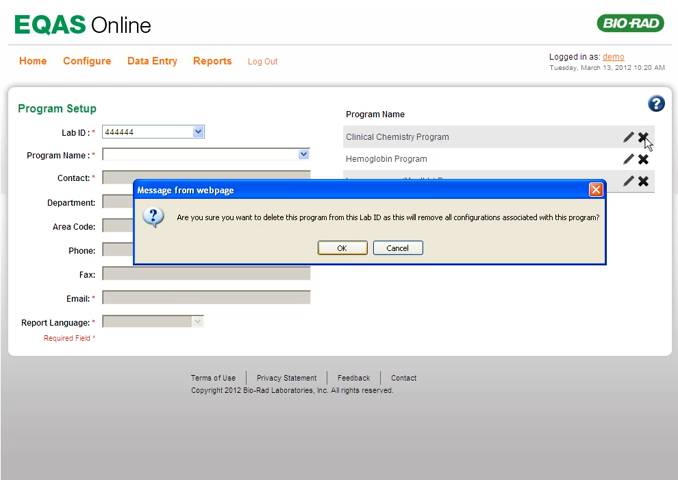 EQAS Online
BIO-RAD
Home Configure Data Entry Reports Log Out
Logged in as: demo
Tuesday, March 13, 2012 10:20 AM
Program Setup
?
Lab ID : *
444444
Program Name : *
Contact: *
Department:
Area Code:
Phone:
Fax:
Email: *
Report Language: *
Required Field *
Program Name
Clinical Chemistry Program
Hemoglobin Program
Message from webpage
Are you sure you want to delete this program from this Lab ID as this will remove all configurations associated with this program?
OK Cancel
Terms of Use Privacy Statement Feedback Contact
Copyright 2012 Bio-Rad Laboratories, Inc. All rights reserved.